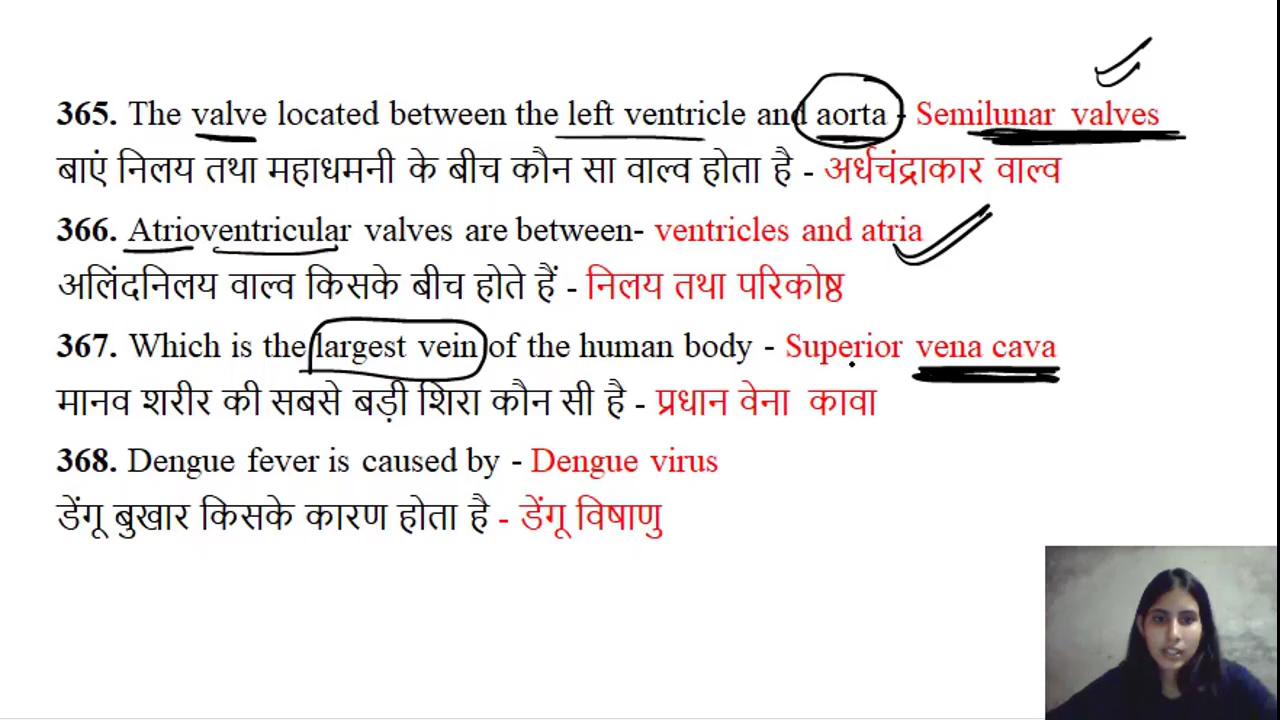 365. The valve located between the left ventricle and aorta - Semilunar valves
बाएं निलय तथा महाधमनी के बीच कौन सा वाल्व होता है - अर्धचंद्राकार वाल्व
366. Atrioventricular valves are between- ventricles and atria
अलिंदनिलय वाल्व किसके बीच होते हैं - निलय तथा परिकोष्ठ
367. Which is the largest vein of the human body - Superior vena cava
मानव शरीर की सबसे बड़ी शिरा कौन सी है - प्रधान वेना कावा
368. Dengue fever is caused by - Dengue virus
डेंगू बुखार किसके कारण होता है - डेंगू विषाणु